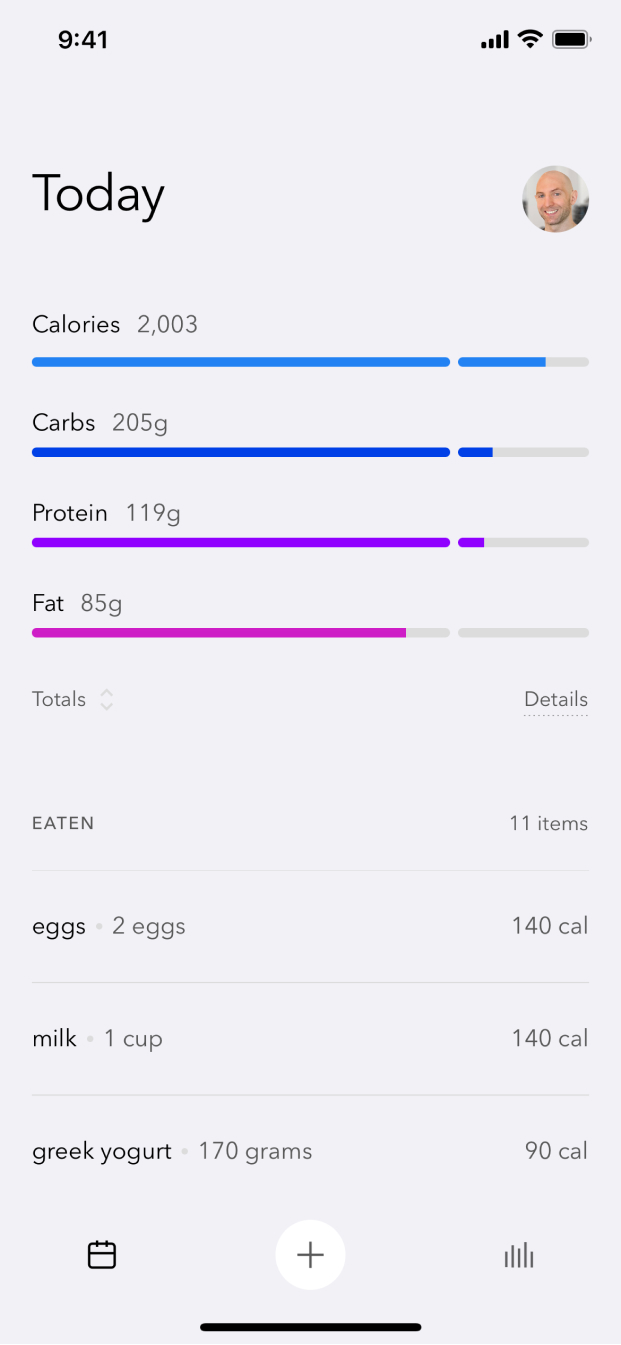 9:41
Today
Calories 2,003
Carbs 205g
Protein 119g
Fat 85g
Totals Details
EATEN 11 items
eggs • 2 eggs 140 cal
milk • 1 cup 140 cal
greek yogurt • 170 grams 90 cal